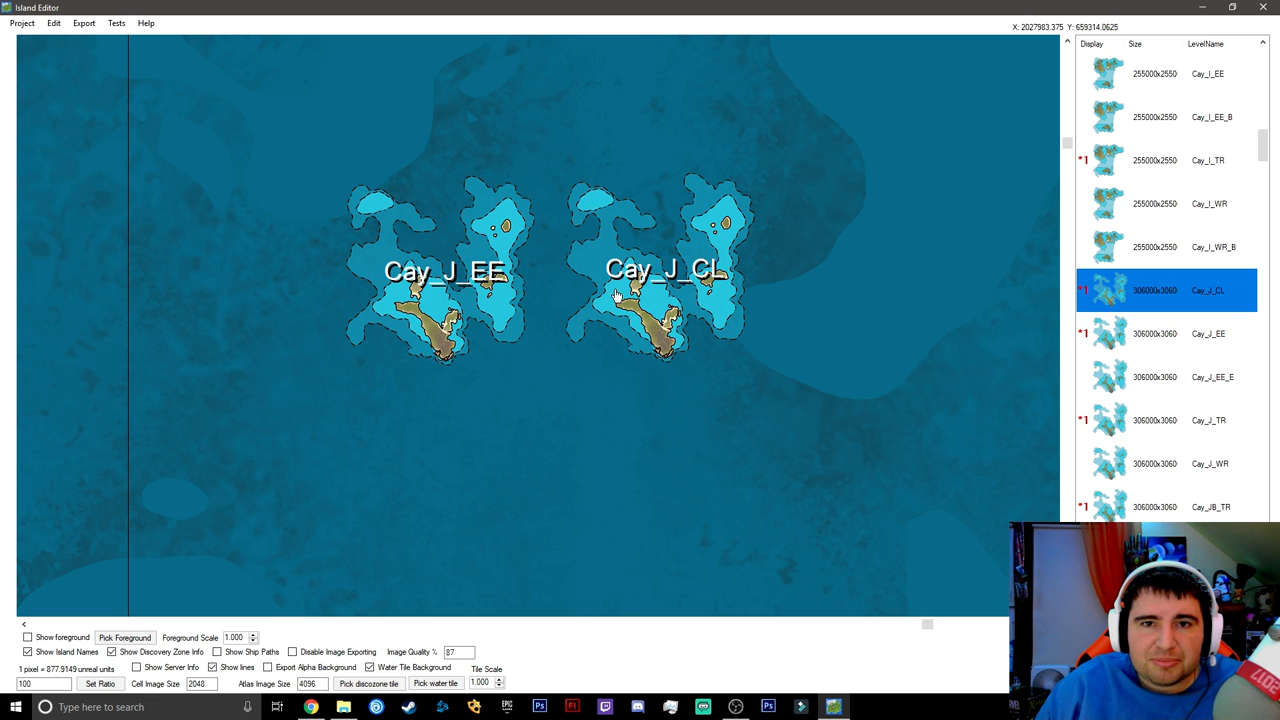 Island Editor
Project Edit Export Tests Help
X: 2027983.375 Y: 659314.0625
Display Size LevelName
255000x2550 Cay_I_EE
255000x2550 Cay_I_EE_B
*1 255000x2550 Cay_I_TR
255000x2550 Cay_I_WR
255000x2550 Cay_I_WR_B
*1 306000x3060 Cay_J_CL
*1 306000x3060 Cay_J_EE
306000x3060 Cay_J_EE_E
*1 306000x3060 Cay_J_TR
306000x3060 Cay_J_WR
*1 306000x3060 Cay_JB_TR
Cay_J_EE Cay_J_CL
Show foreground Pick Foreground Foreground Scale 1.000
Show Island Names Show Discovery Zone Info Show Ship Paths Disable Image Exporting Image Quality % 87
1 pixel = 877.9149 unreal units Show Server Info Show lines Export Alpha Background Water Tile Background Tile Scale
100 Set Ratio Cell Image Size 2048 Atlas Image Size 4096 Pick discozone tile Pick water tile 1.000
Type here to search
EPIC